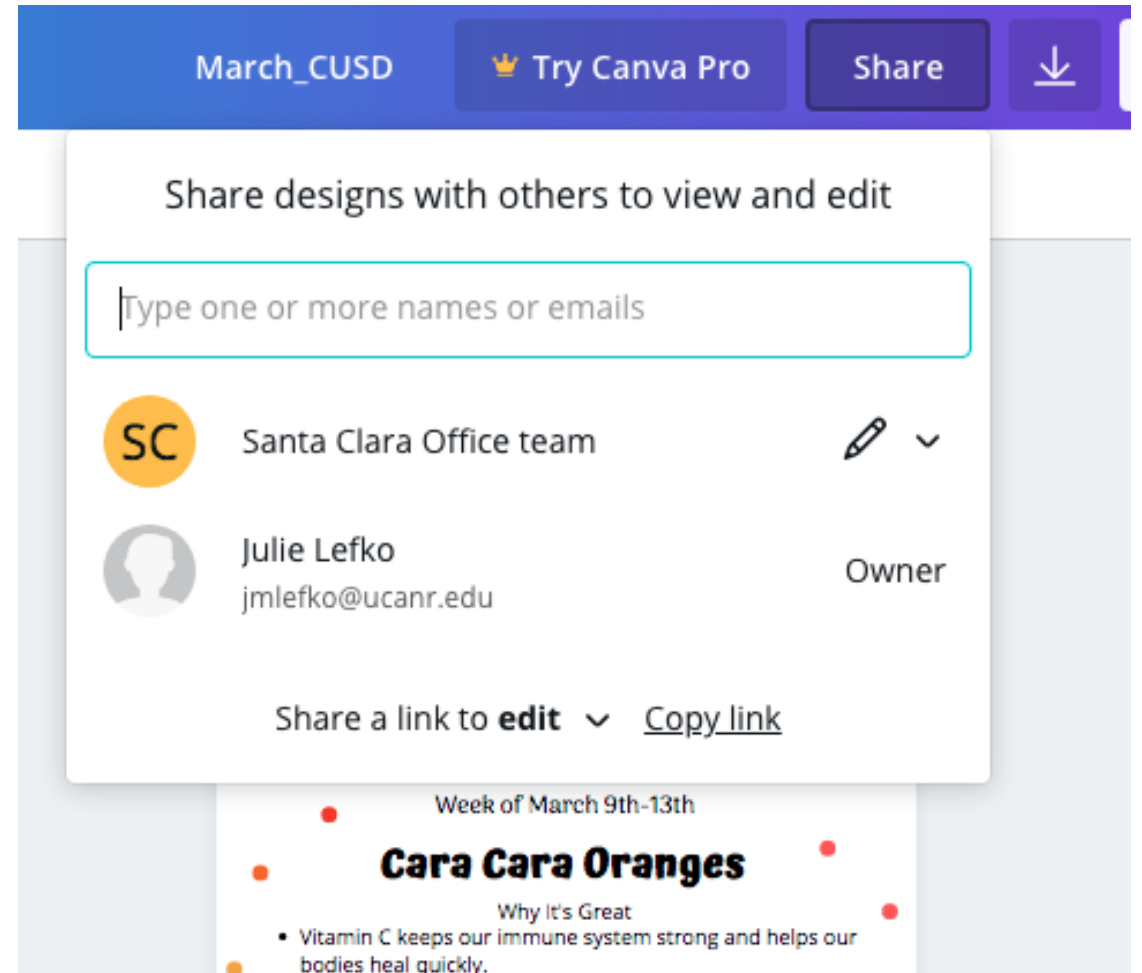 March_CUSD Try Canva Pro Share
Share designs with others to view and edit
Type one or more names or emails
SC Santa Clara Office team
Julie Lefko
jmlefko@ucanr.edu
Owner
Share a link to edit Copy link
Week of March 9th-13th
Cara Cara Oranges
Why It's Great
• Vitamin C keeps our immune system strong and helps our
bodies heal quickly.